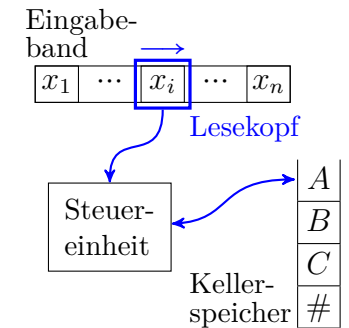 Eingabe-
band
x₁ ... xᵢ ... xₙ
Lesekopf
Steuer-
einheit
A
B
C
#
Keller-
speicher